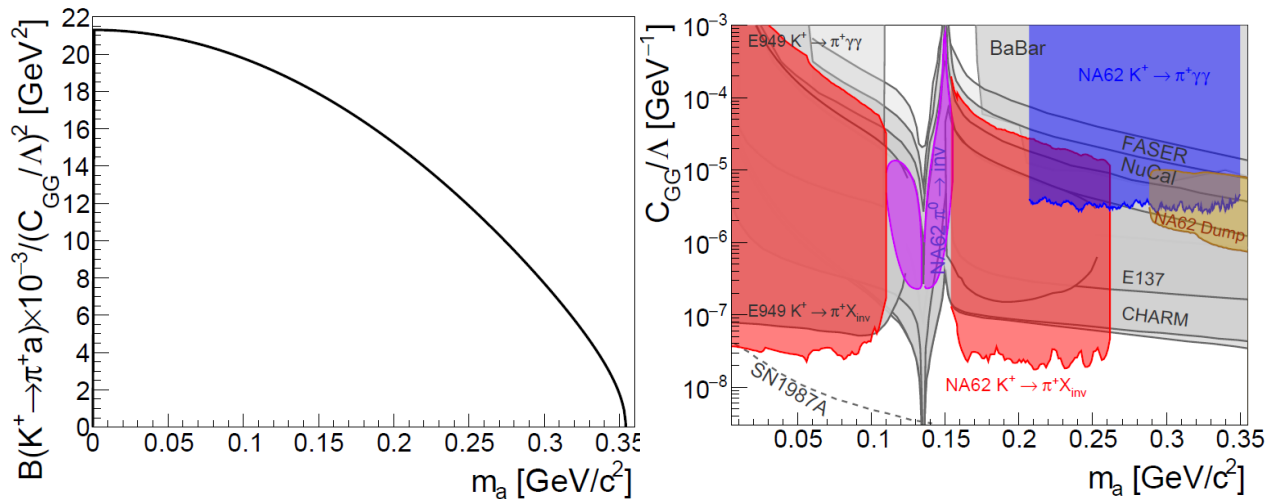 B(K⁺→π⁺a)×10⁻³/(C_GG/Λ)² [GeV²]
22
20
18
16
14
12
10
8
6
4
2
0
0 0.05 0.1 0.15 0.2 0.25 0.3 0.35
m_a [GeV/c²]
C_GG/Λ [GeV⁻¹]
10⁻³
10⁻⁴
10⁻⁵
10⁻⁶
10⁻⁷
10⁻⁸
E949 K⁺→π⁺γγ
BaBar
NA62 K⁺→π⁺γγ
FASER
NuCal
NA62 π⁰→inv
NA62 Dump
E137
CHARM
E949 K⁺→π⁺X_inv
NA62 K⁺→π⁺X_inv
SN1987A
0.05 0.1 0.15 0.2 0.25 0.3 0.35
m_a [GeV/c²]